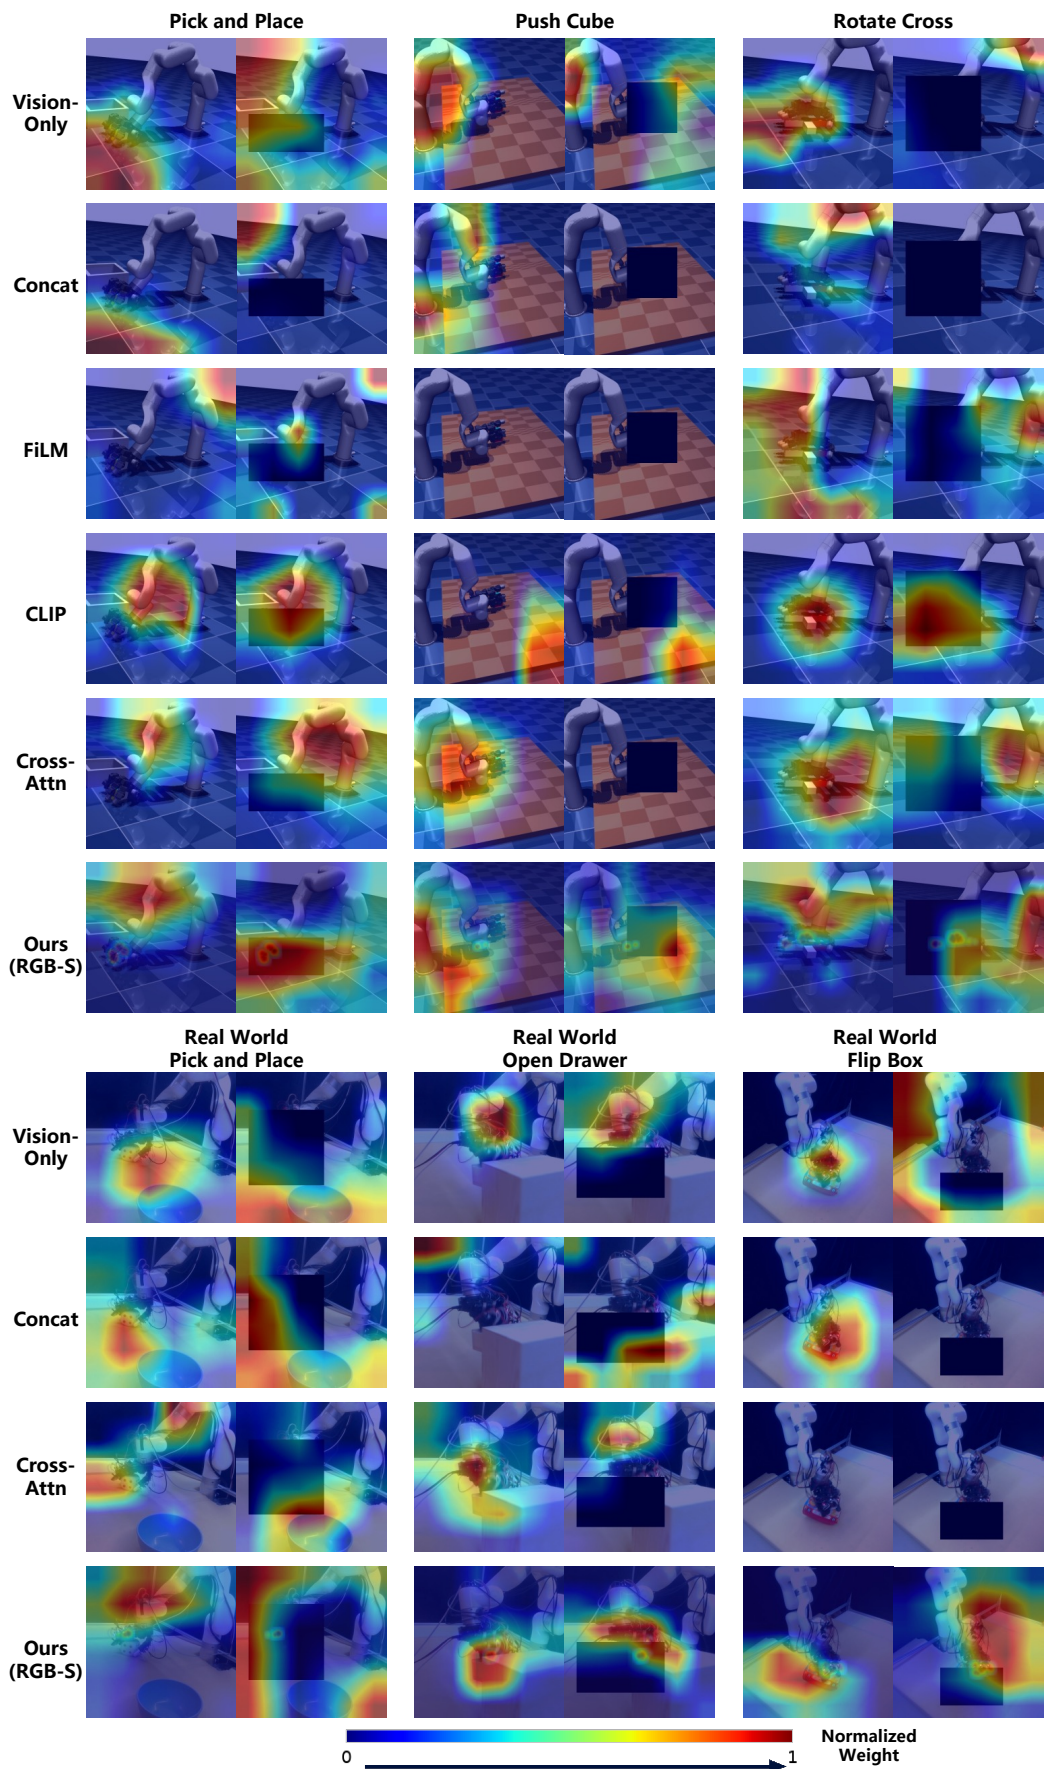 Pick and Place
Push Cube
Rotate Cross
Vision-
Only
Concat
FiLM
CLIP
Cross-
Attn
Ours
(RGB-S)
Real World
Pick and Place
Real World
Open Drawer
Real World
Flip Box
Vision-
Only
Concat
Cross-
Attn
Ours
(RGB-S)
0
1
Normalized
Weight